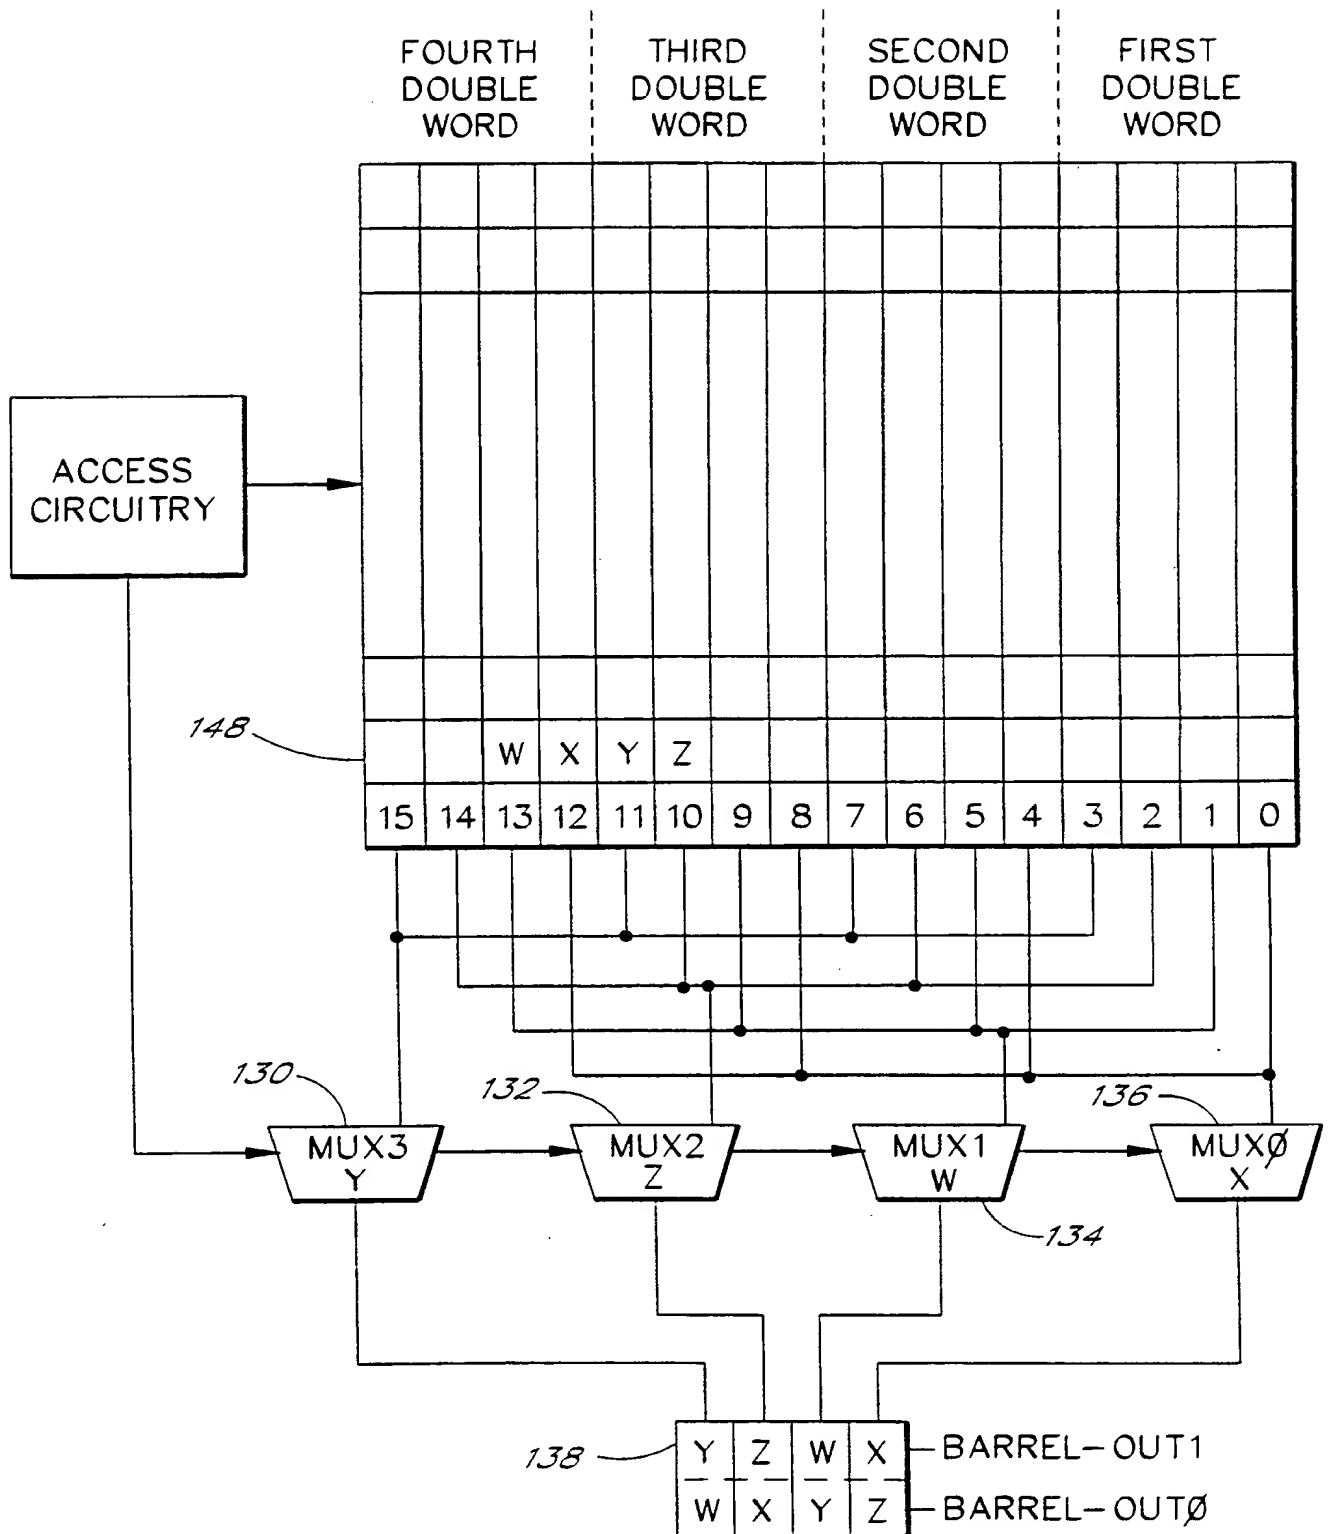 FOURTH DOUBLE WORD
THIRD DOUBLE WORD
SECOND DOUBLE WORD
FIRST DOUBLE WORD
ACCESS CIRCUITRY
148
W X Y Z
15 14 13 12 11 10 9 8 7 6 5 4 3 2 1 0
130
132
136
MUX3 Y
MUX2 Z
MUX1 W
MUXØ X
134
138
Y Z W X BARREL-OUT1
W X Y Z BARREL-OUTØ